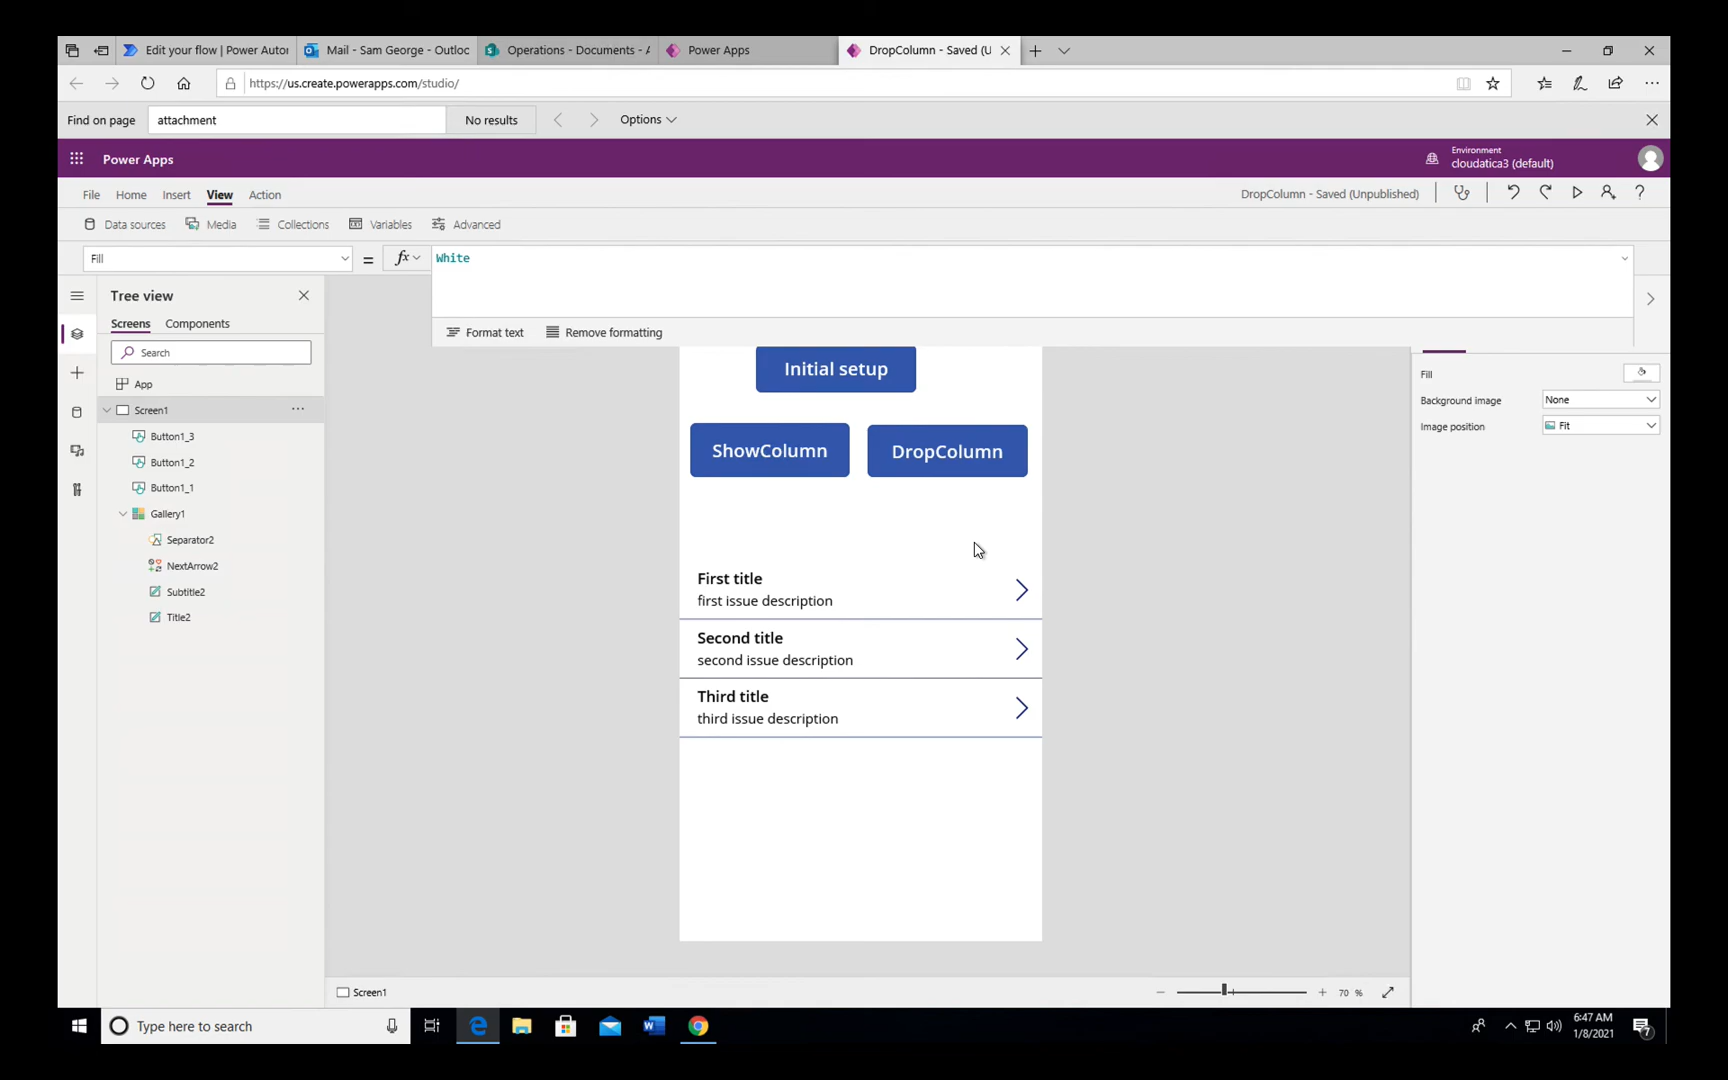 Edit your flow | Power Autor
Mail - Sam George - Outloc
Operations - Documents - A
Power Apps
DropColumn - Saved (U
https://us.create.powerapps.com/studio/
Find on page
attachment
No results
Options
Power Apps
Environment
cloudatica3 (default)
File
Home
Insert
View
Action
DropColumn - Saved (Unpublished)
Data sources
Media
Collections
Variables
Advanced
Fill
=
fx
White
Format text
Remove formatting
Tree view
Screens
Components
Search
App
Screen1
Button1_3
Button1_2
Button1_1
Gallery1
Separator2
NextArrow2
Subtitle2
Title2
Initial setup
ShowColumn
DropColumn
First title
first issue description
Second title
second issue description
Third title
third issue description
Fill
Background image
None
Image position
Fit
Screen1
70 %
Type here to search
6:47 AM
1/8/2021
7